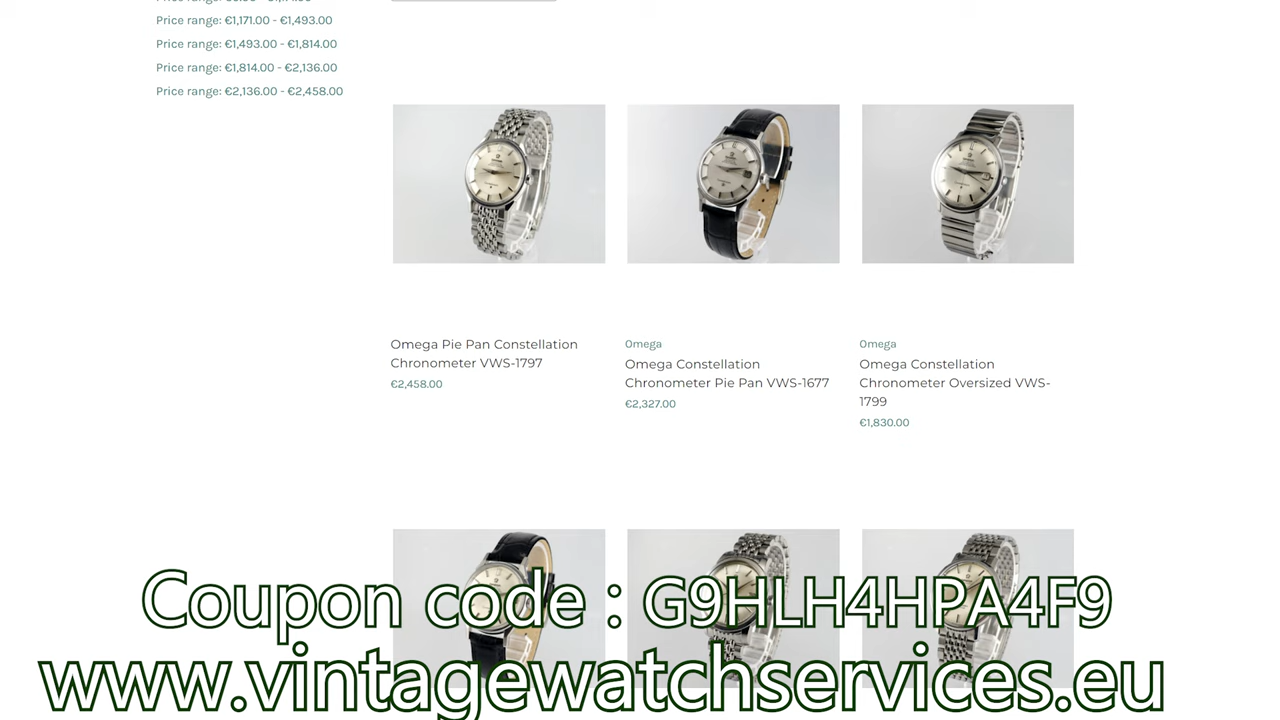 Price range: €1,171.00 - €1,493.00
Price range: €1,493.00 - €1,814.00
Price range: €1,814.00 - €2,136.00
Price range: €2,136.00 - €2,458.00
Omega Pie Pan Constellation
Chronometer VWS-1797
€2,458.00
Omega
Omega Constellation
Chronometer Pie Pan VWS-1677
€2,327.00
Omega
Omega Constellation
Chronometer Oversized VWS-
1799
€1,830.00
Coupon code : G9HLH4HPA4F9
www.vintagewatchservices.eu